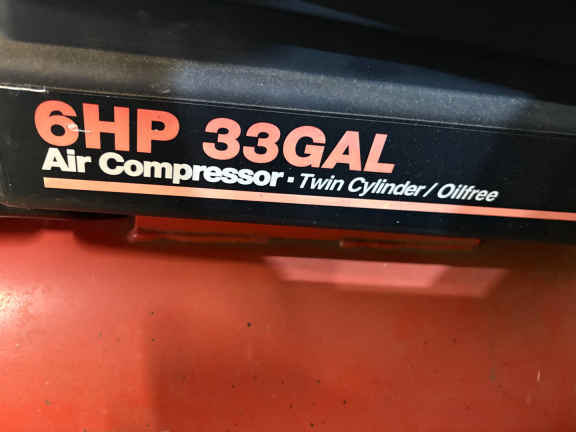 6HP 33GAL
Air Compressor - Twin Cylinder / Oilfree